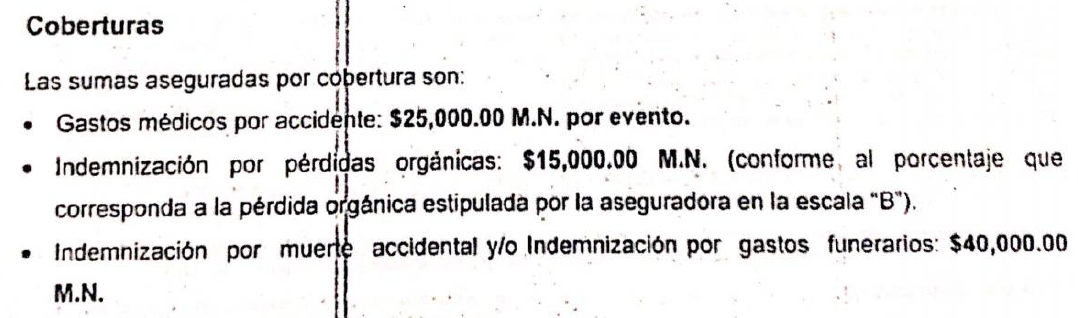 Coberturas
Las sumas aseguradas por cobertura son:
• Gastos médicos por accidente: $25,000.00 M.N. por evento.
• Indemnización por pérdidas orgánicas: $15,000.00 M.N. (conforme al porcentaje que
corresponda a la pérdida orgánica estipulada por la aseguradora en la escala "B").
• Indemnización por muerte accidental y/o Indemnización por gastos funerarios: $40,000.00
M.N.